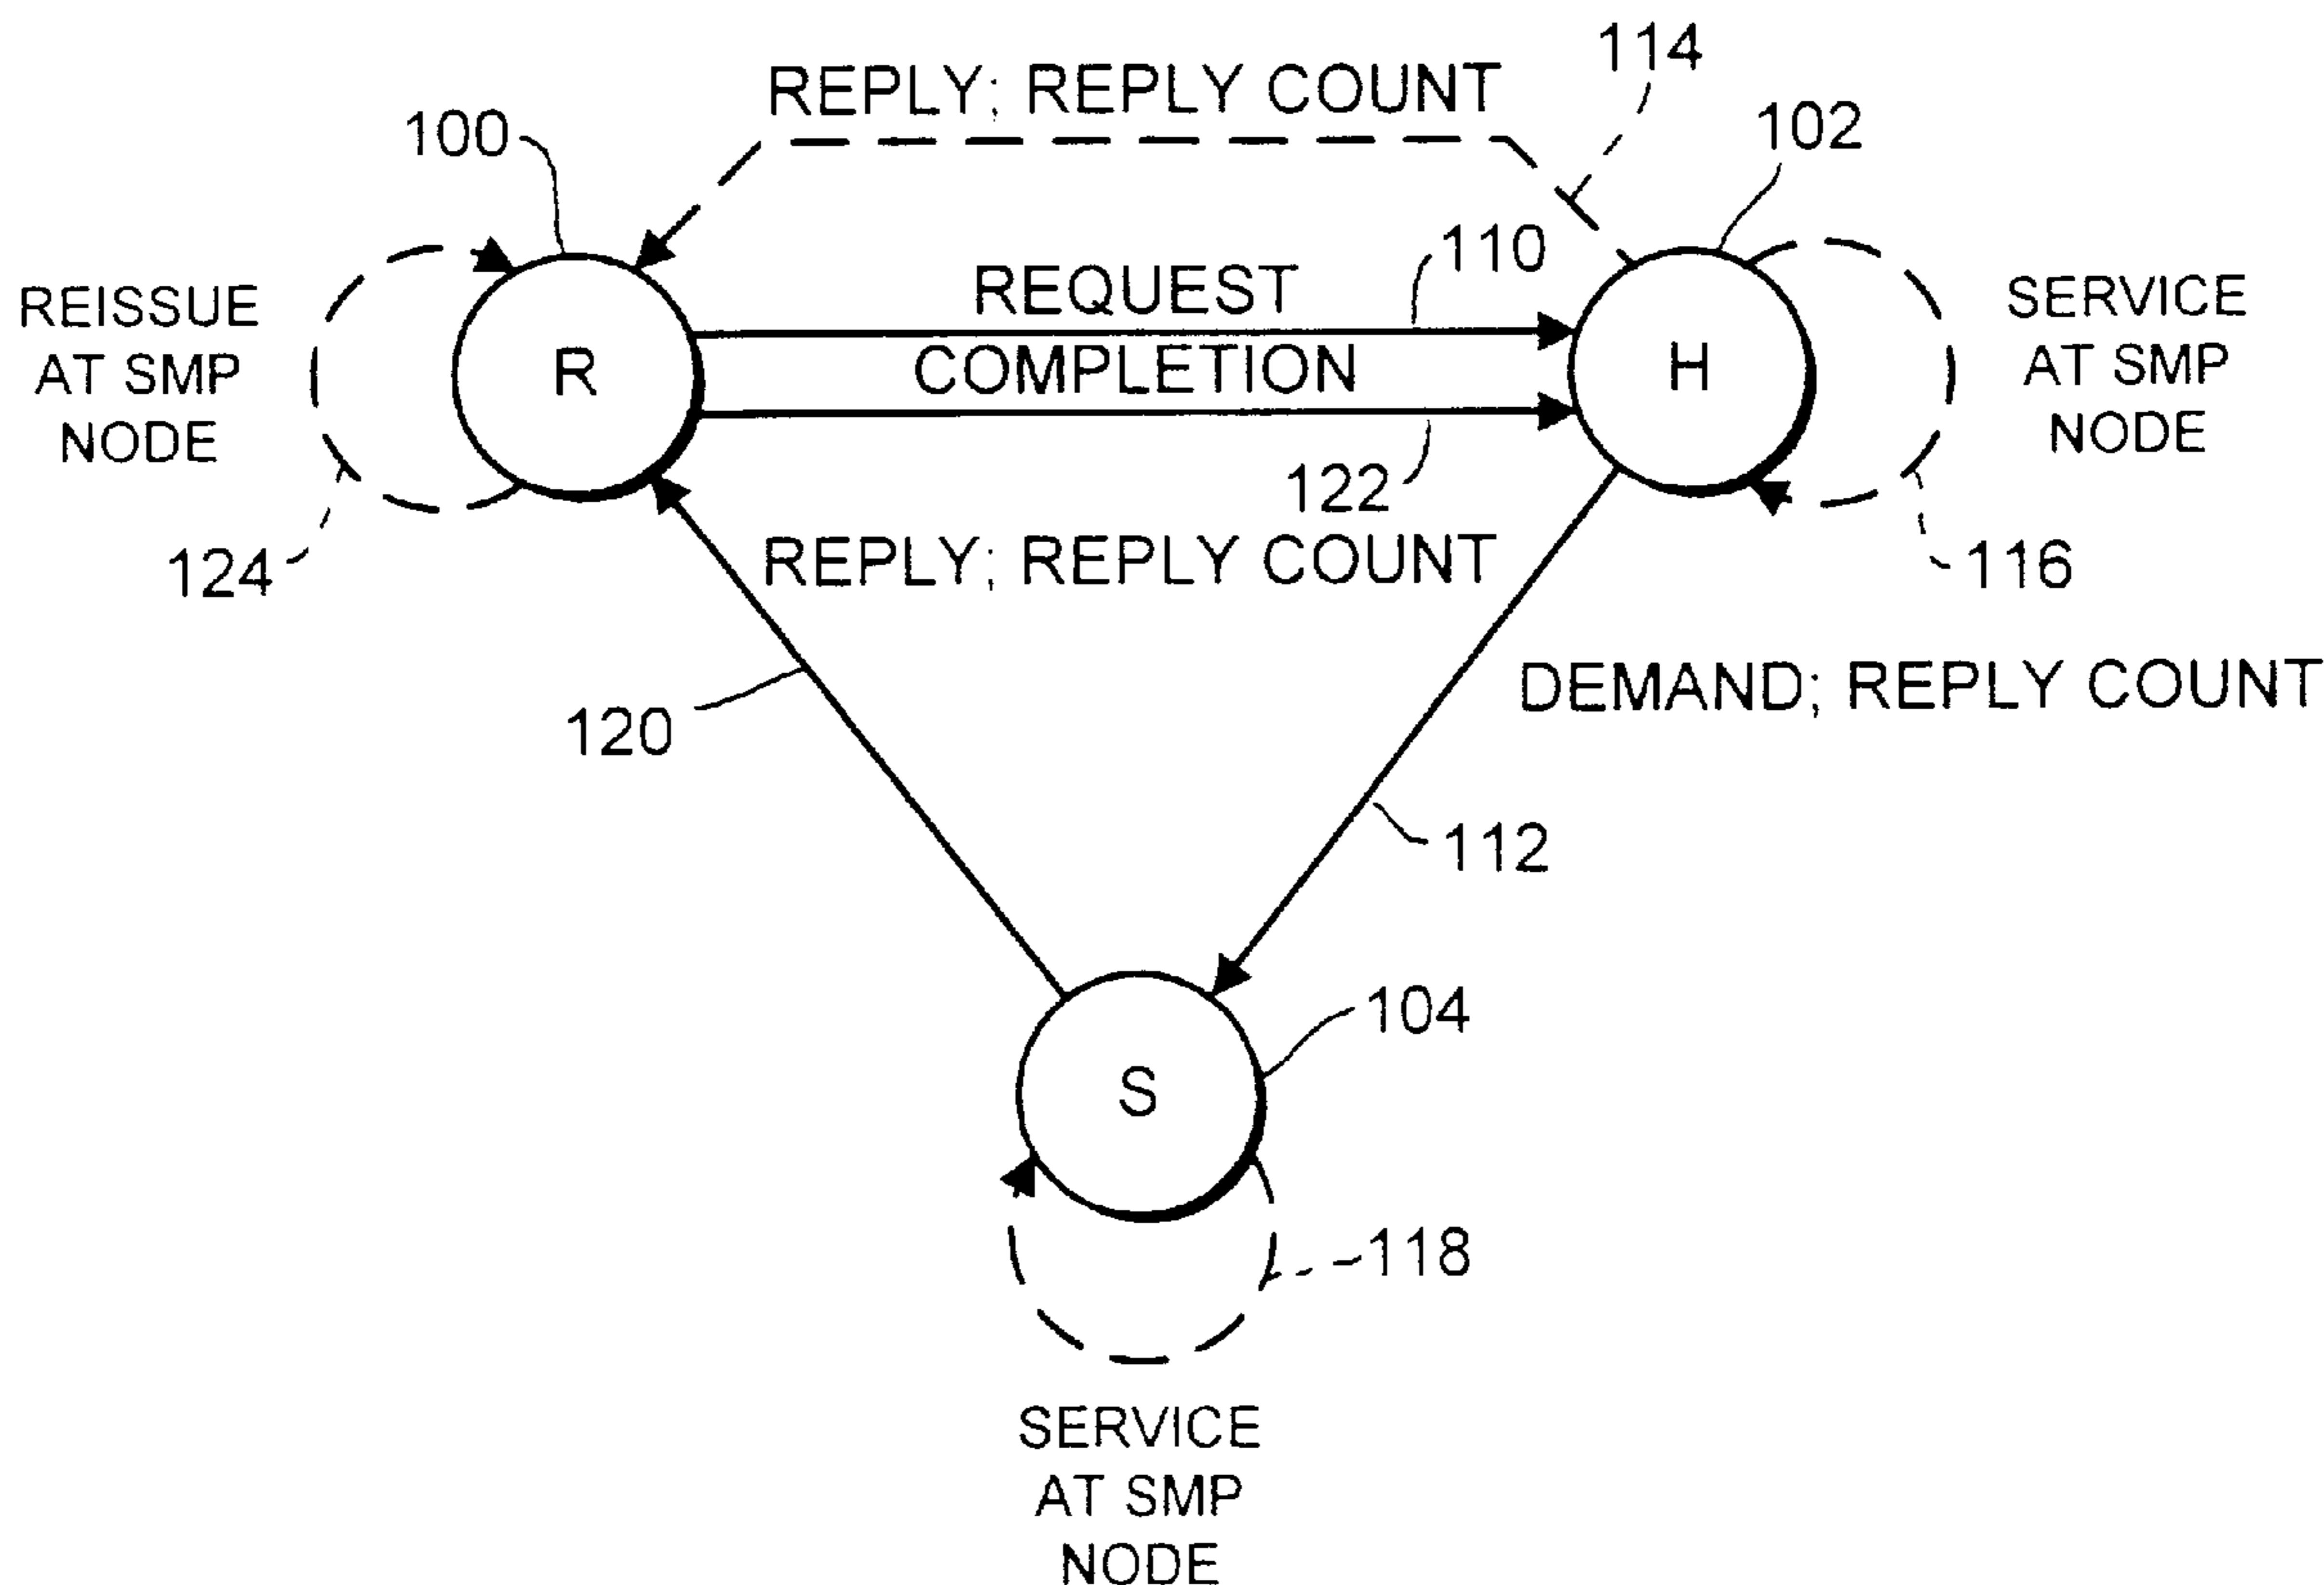 114
REPLY; REPLY COUNT
100
102
110
REQUEST
REISSUE
AT SMP
NODE
R
COMPLETION
H
SERVICE
AT SMP
NODE
122
124
REPLY; REPLY COUNT
116
DEMAND; REPLY COUNT
120
112
104
S
118
SERVICE
AT SMP
NODE